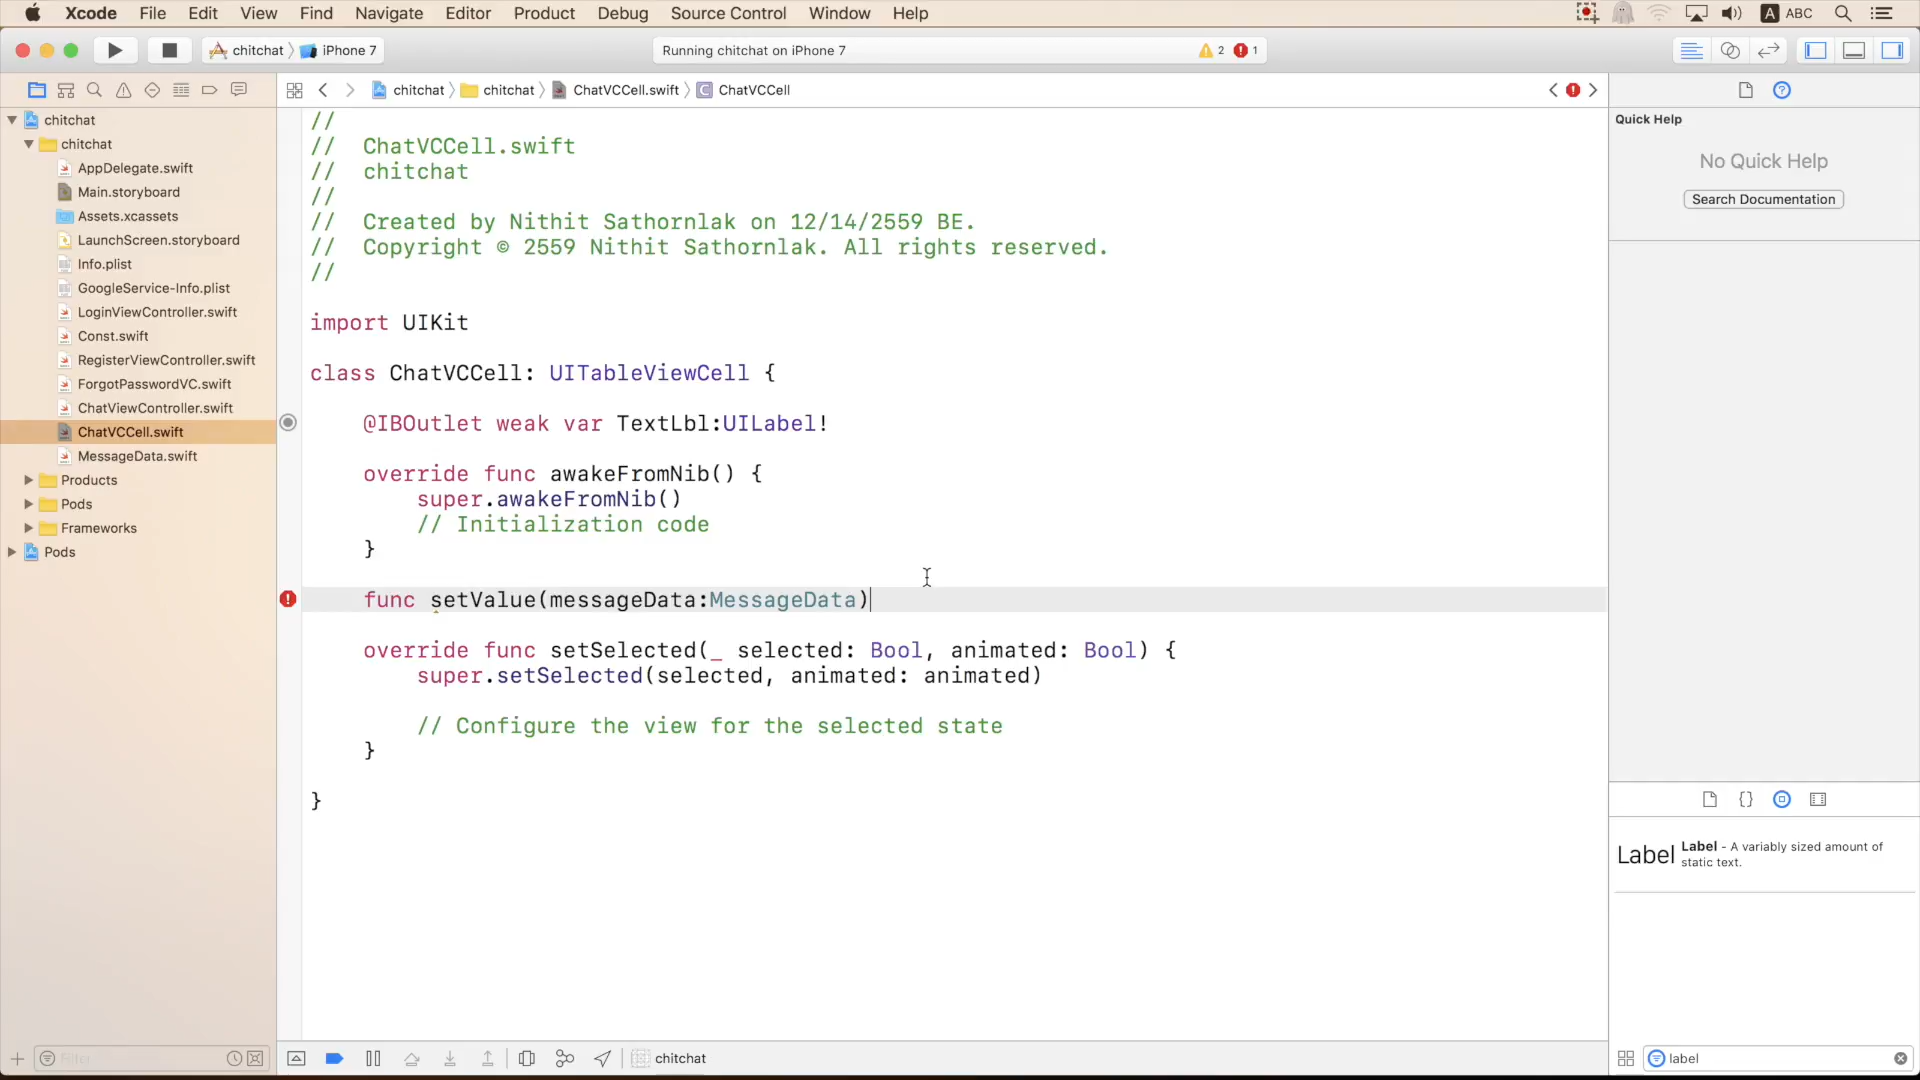 Xcode File Edit View Find Navigate Editor Product Debug Source Control Window Help A ABC
chitchat iPhone 7 Running chitchat on iPhone 7 2 1
chitchat chitchat ChatVCCell.swift C ChatVCCell
chitchat
chitchat
AppDelegate.swift
Main.storyboard
Assets.xcassets
LaunchScreen.storyboard
Info.plist
GoogleService-Info.plist
LoginViewController.swift
Const.swift
RegisterViewController.swift
ForgotPasswordVC.swift
ChatViewController.swift
ChatVCCell.swift
MessageData.swift
Products
Pods
Frameworks
Pods
Filter
//
// ChatVCCell.swift
// chitchat
//
// Created by Nithit Sathornlak on 12/14/2559 BE.
// Copyright © 2559 Nithit Sathornlak. All rights reserved.
//
import UIKit
class ChatVCCell: UITableViewCell {
@IBOutlet weak var TextLbl:UILabel!
override func awakeFromNib() {
super.awakeFromNib()
// Initialization code
}
func setValue(messageData:MessageData)
override func setSelected(_ selected: Bool, animated: Bool) {
super.setSelected(selected, animated: animated)
// Configure the view for the selected state
}
}
chitchat
Quick Help
No Quick Help
Search Documentation
{}
Label
Label - A variably sized amount of
static text.
label